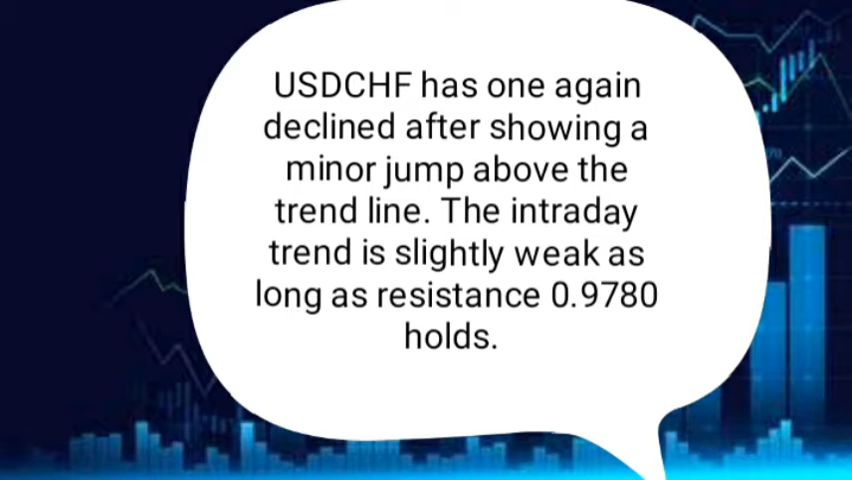 USDCHF has one again
declined after showing a
minor jump above the
trend line. The intraday
trend is slightly weak as
long as resistance 0.9780
holds.